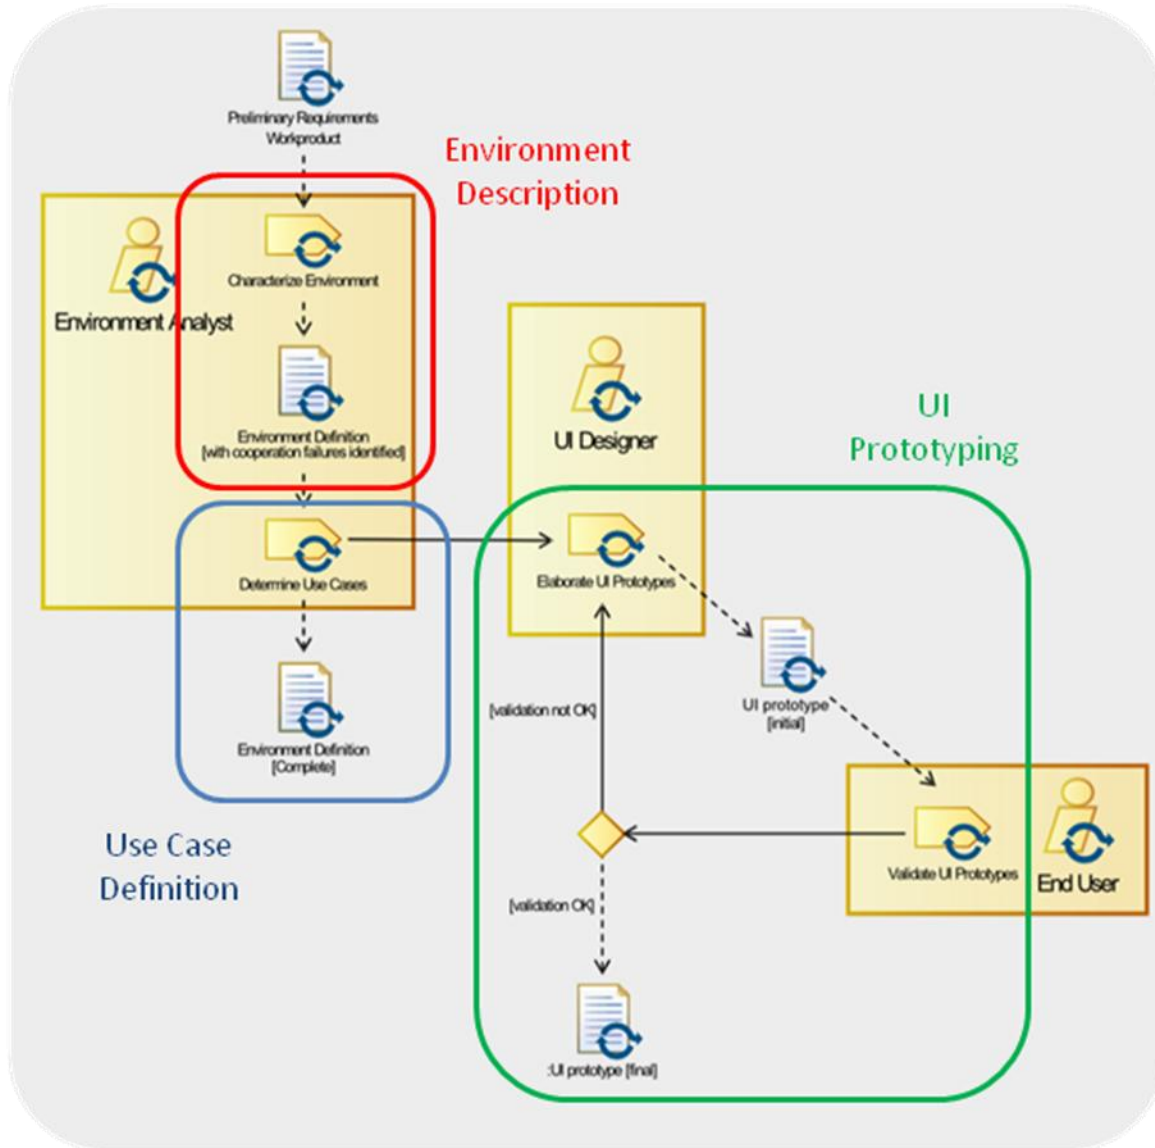 Preliminary Requirements
Workproduct
Environment
Description
Characterize Environment
Environment Analyst
Environment Definition
[with cooperation failures identified]
UI Designer
UI
Prototyping
Determine Use Cases
Elaborate UI Prototypes
UI prototype
[initial]
[validation not OK]
Environment Definition
[Complete]
Use Case
Definition
Validate UI Prototypes
End User
[validation OK]
:UI prototype [final]